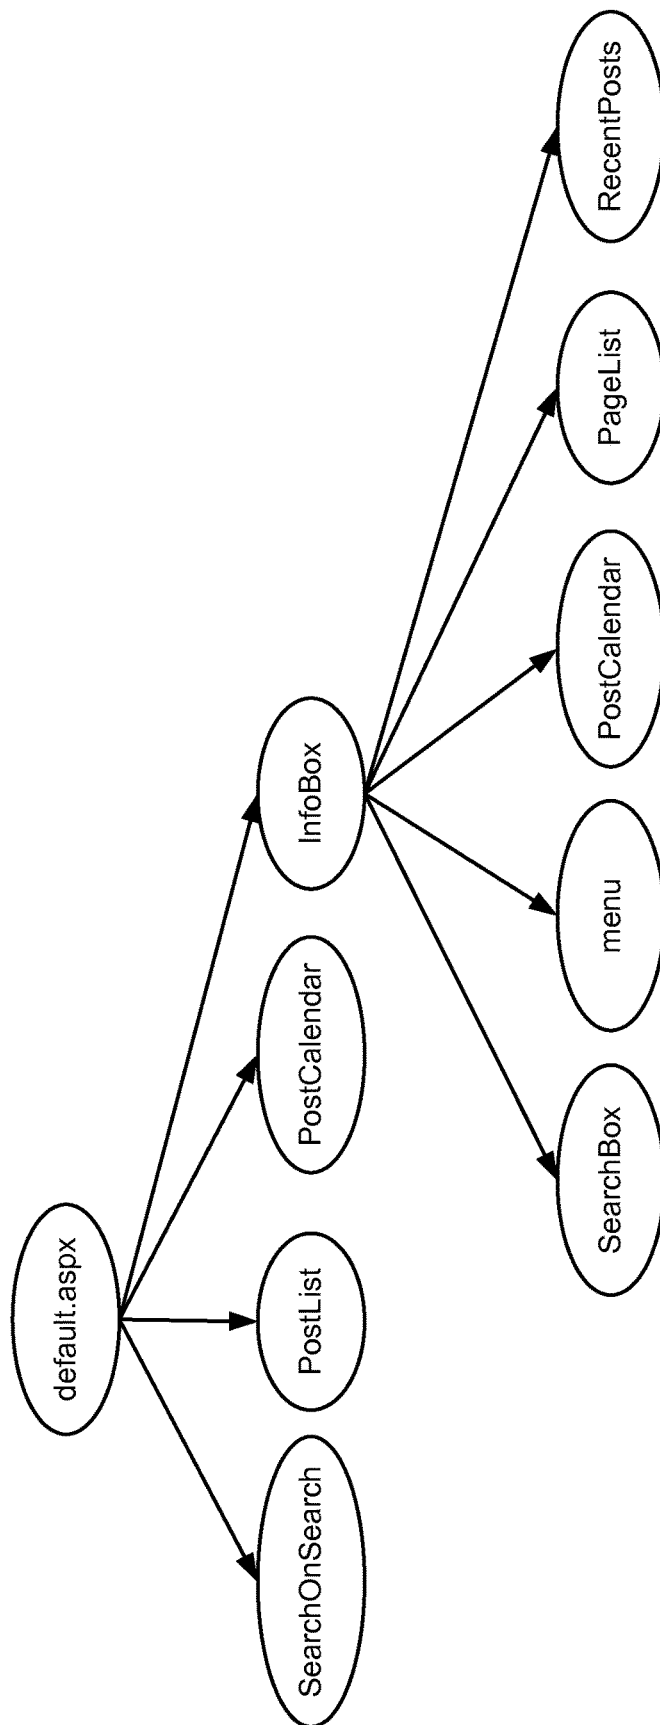 default.aspx
SearchOnSearch
PostList
PostCalendar
InfoBox
SearchBox
menu
PostCalendar
PageList
RecentPosts